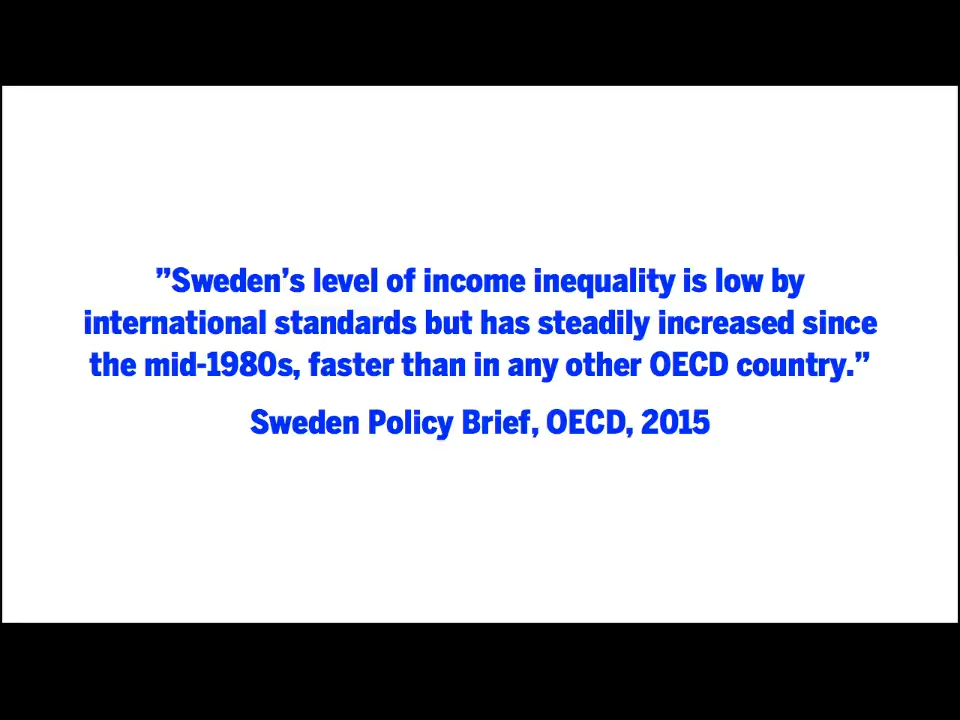 ”Sweden’s level of income inequality is low by
international standards but has steadily increased since
the mid-1980s, faster than in any other OECD country.”
Sweden Policy Brief, OECD, 2015